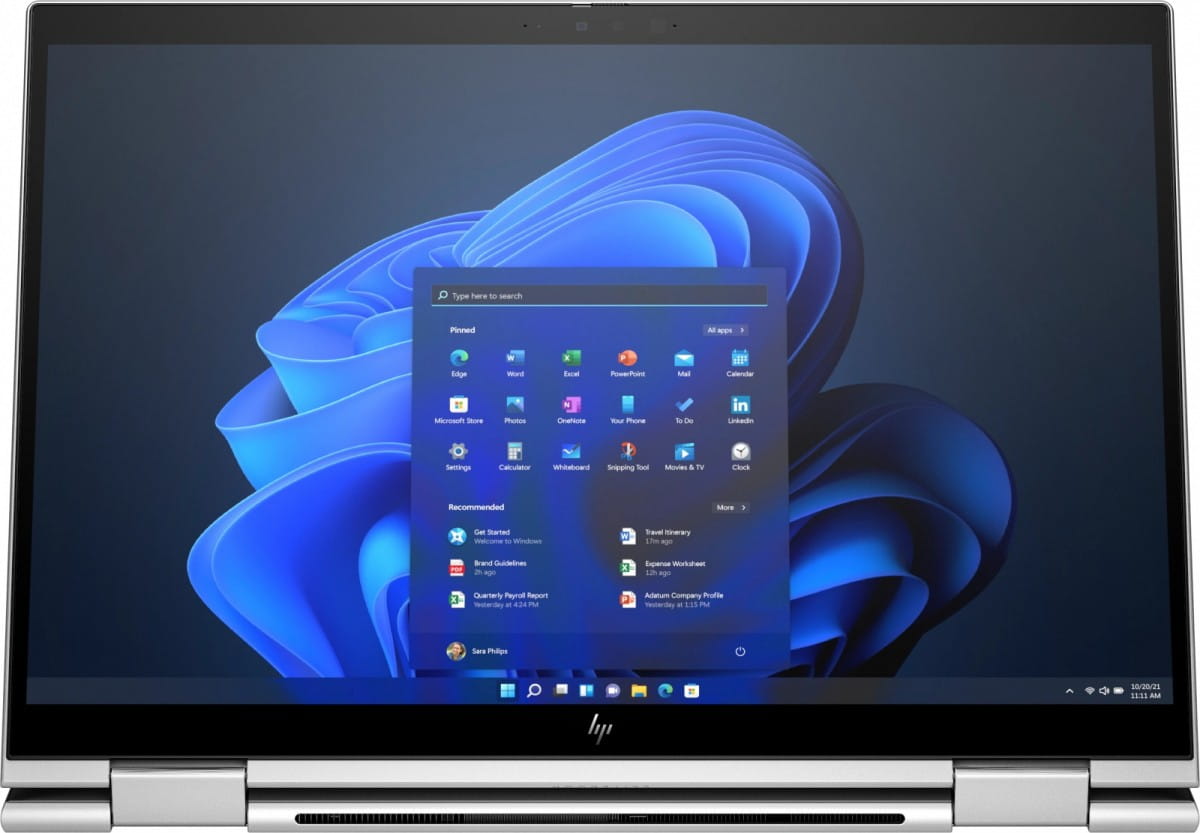 Type here to search
Pinned
All apps >
Edge
Word
Excel
PowerPoint
Mail
Calendar
Microsoft Store
Photos
OneNote
Your Phone
To Do
LinkedIn
Settings
Calculator
Whiteboard
Snipping Tool
Movies & TV
Clock
Recommended
More >
Get Started
Welcome to Windows
Travel Itinerary
17m ago
Brand Guidelines
2h ago
Expense Worksheet
12h ago
Quarterly Payroll Report
Yesterday at 4:24 PM
Adatum Company Profile
Yesterday at 1:15 PM
Sara Philips
10/20/21
11:11 AM
hp